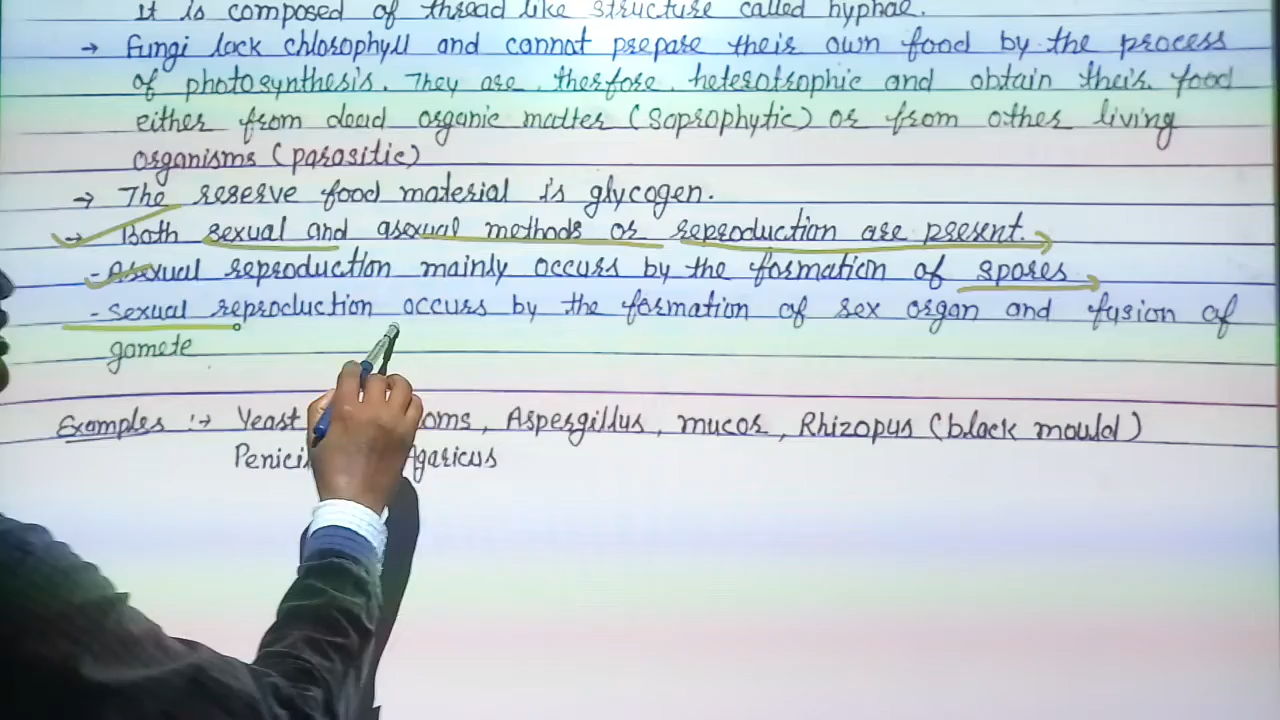 It is composed of thread like structure called hyphae.
→ Fungi lack chlorophyll and cannot prepare their own food by the process
of photosynthesis. They are, therfore, heterotrophic and obtain their food
either from dead organic matter (Saprophytic) or from other living
organisms (parasitic)
→ The reserve food material is glycogen.
→ Both sexual and asexual methods or reproduction are present.
- Asexual reproduction mainly occurs by the formation of spores
- Sexual reproduction occurs by the formation of sex organ and fusion of
gamete
Examples :→ Yeast, Aspergillus, mucor, Rhizopus (black mould)
Agaricus